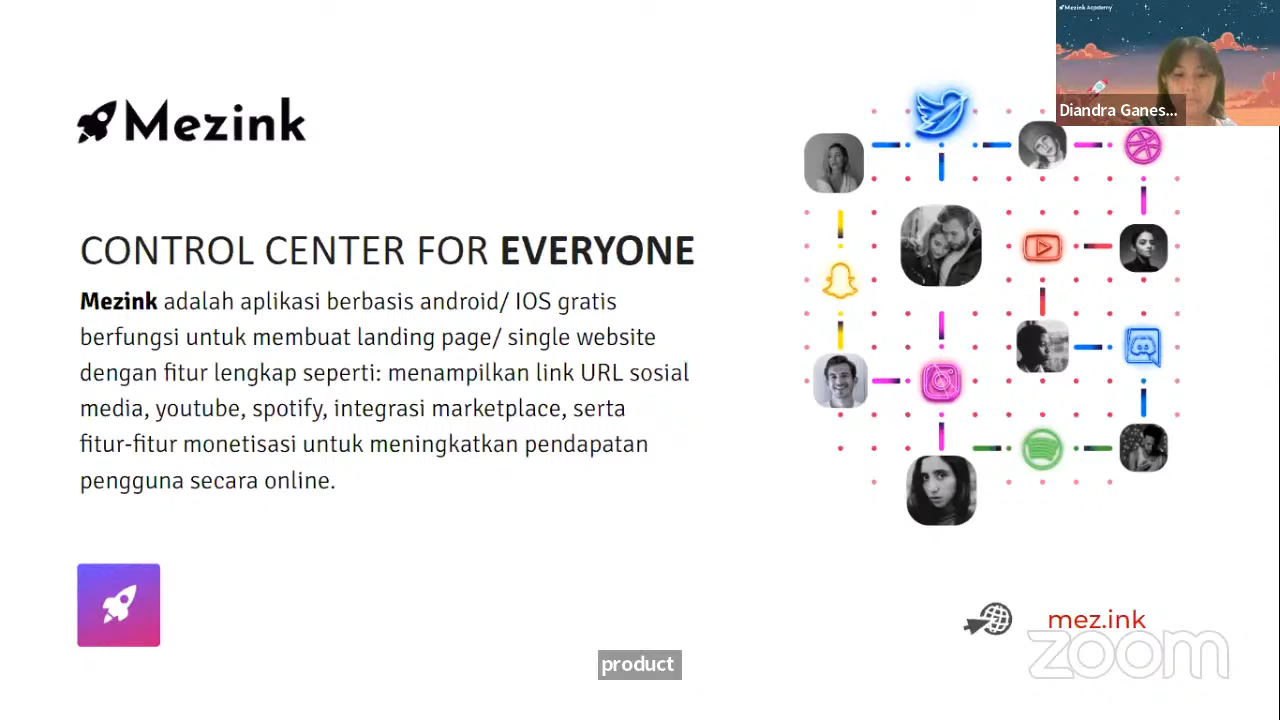 Mezink Academy
Diandra Ganes...
Mezink
CONTROL CENTER FOR EVERYONE
Mezink adalah aplikasi berbasis android/ IOS gratis
berfungsi untuk membuat landing page/ single website
dengan fitur lengkap seperti: menampilkan link URL sosial
media, youtube, spotify, integrasi marketplace, serta
fitur-fitur monetisasi untuk meningkatkan pendapatan
pengguna secara online.
mez.ink
zoom
product